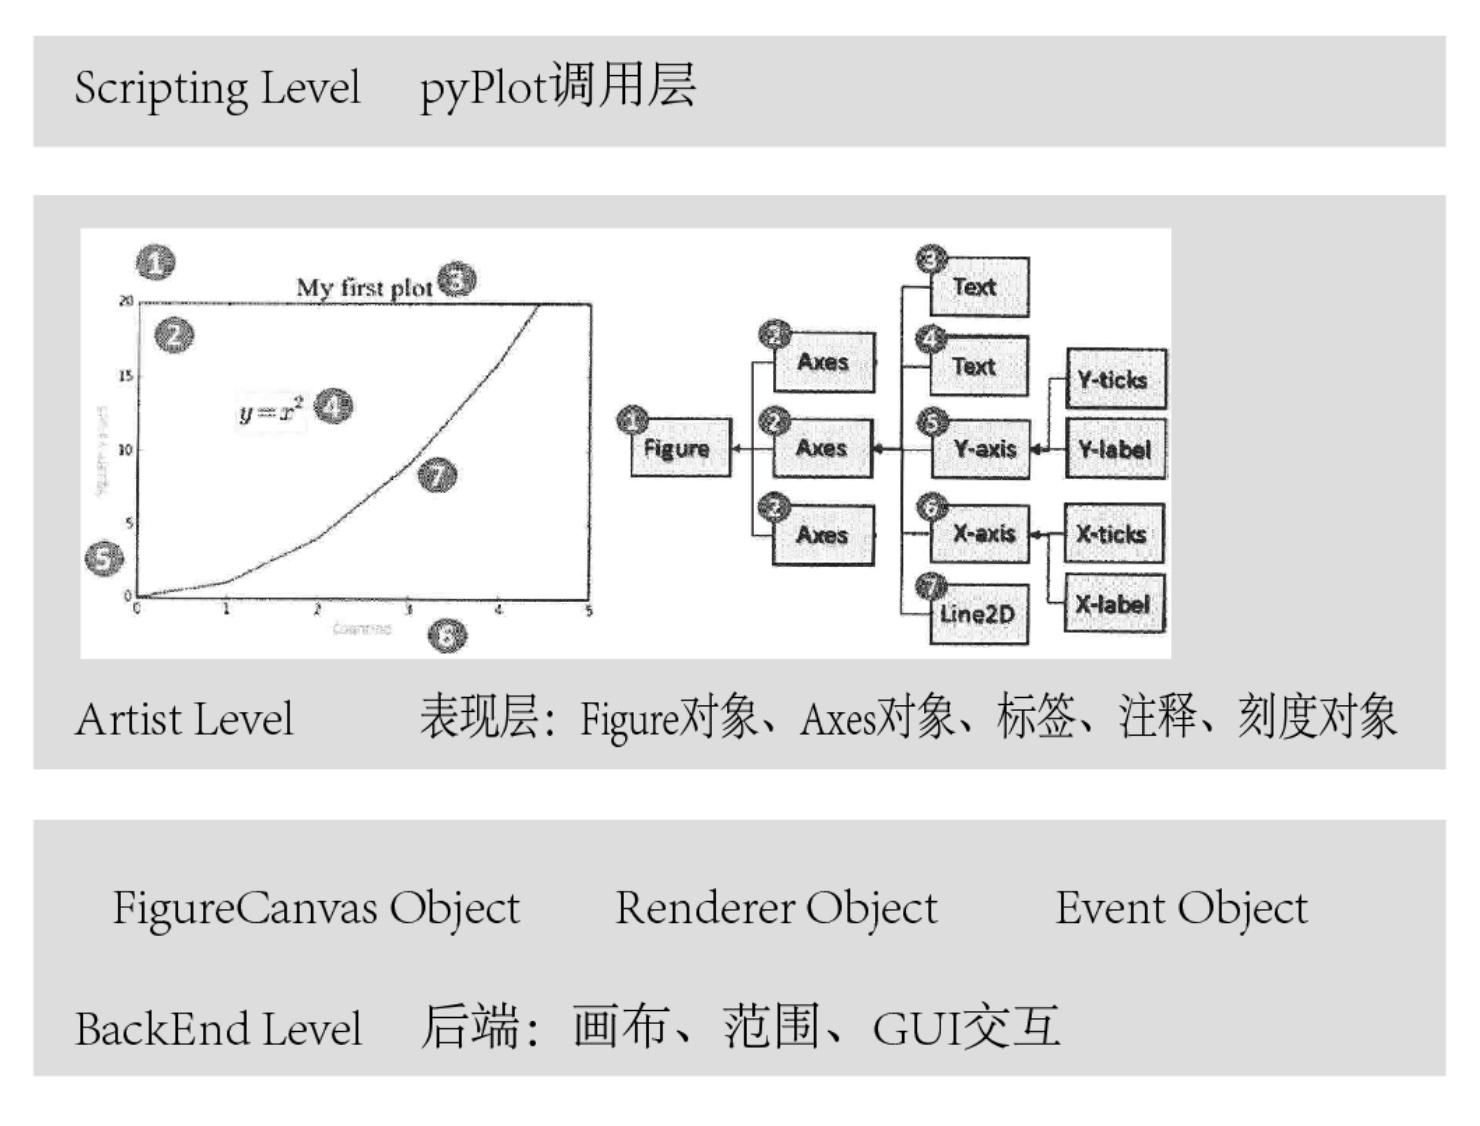 Scripting Level pyPlot调用层
1
My first plot 3
20
2
15
y=x² 4
10
7
5
5
0
0 1 2 3 4 5
Counting 6
3
Text
4
Text
2
Axes
Y-ticks
1
Figure
2
Axes
5
Y-axis
Y-label
2
Axes
6
X-axis
X-ticks
7
Line2D
X-label
Artist Level 表现层：Figure对象、Axes对象、标签、注释、刻度对象
FigureCanvas Object Renderer Object Event Object
BackEnd Level 后端：画布、范围、GUI交互